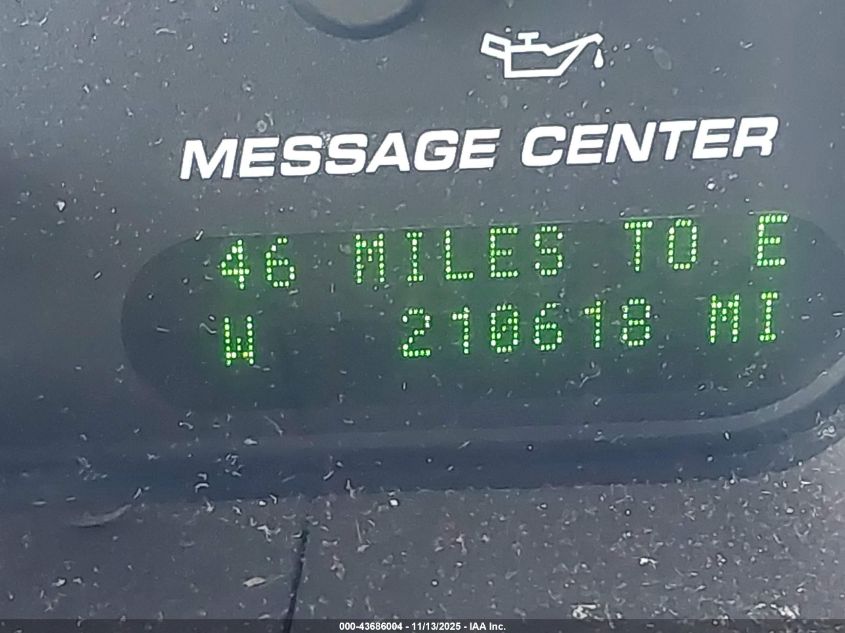 MESSAGE CENTER
46 MILES TO E
W 210618 MI
000-43686004 - 11/13/2025 - IAA Inc.